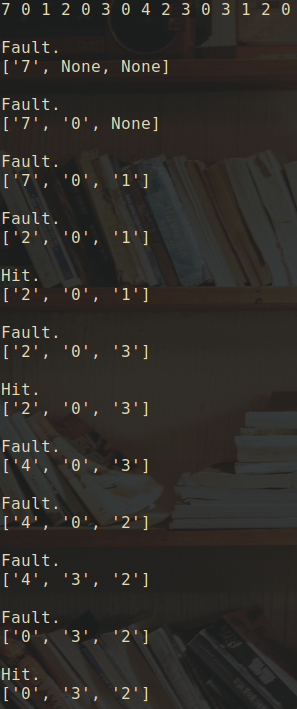 7 0 1 2 0 3 0 4 2 3 0 3 1 2 0
Fault.
['7', None, None]
Fault.
['7', '0', None]
Fault.
['7', '0', '1']
Fault.
['2', '0', '1']
Hit.
['2', '0', '1']
Fault.
['2', '0', '3']
Hit.
['2', '0', '3']
Fault.
['4', '0', '3']
Fault.
['4', '0', '2']
Fault.
['4', '3', '2']
Fault.
['0', '3', '2']
Hit.
['0', '3', '2']